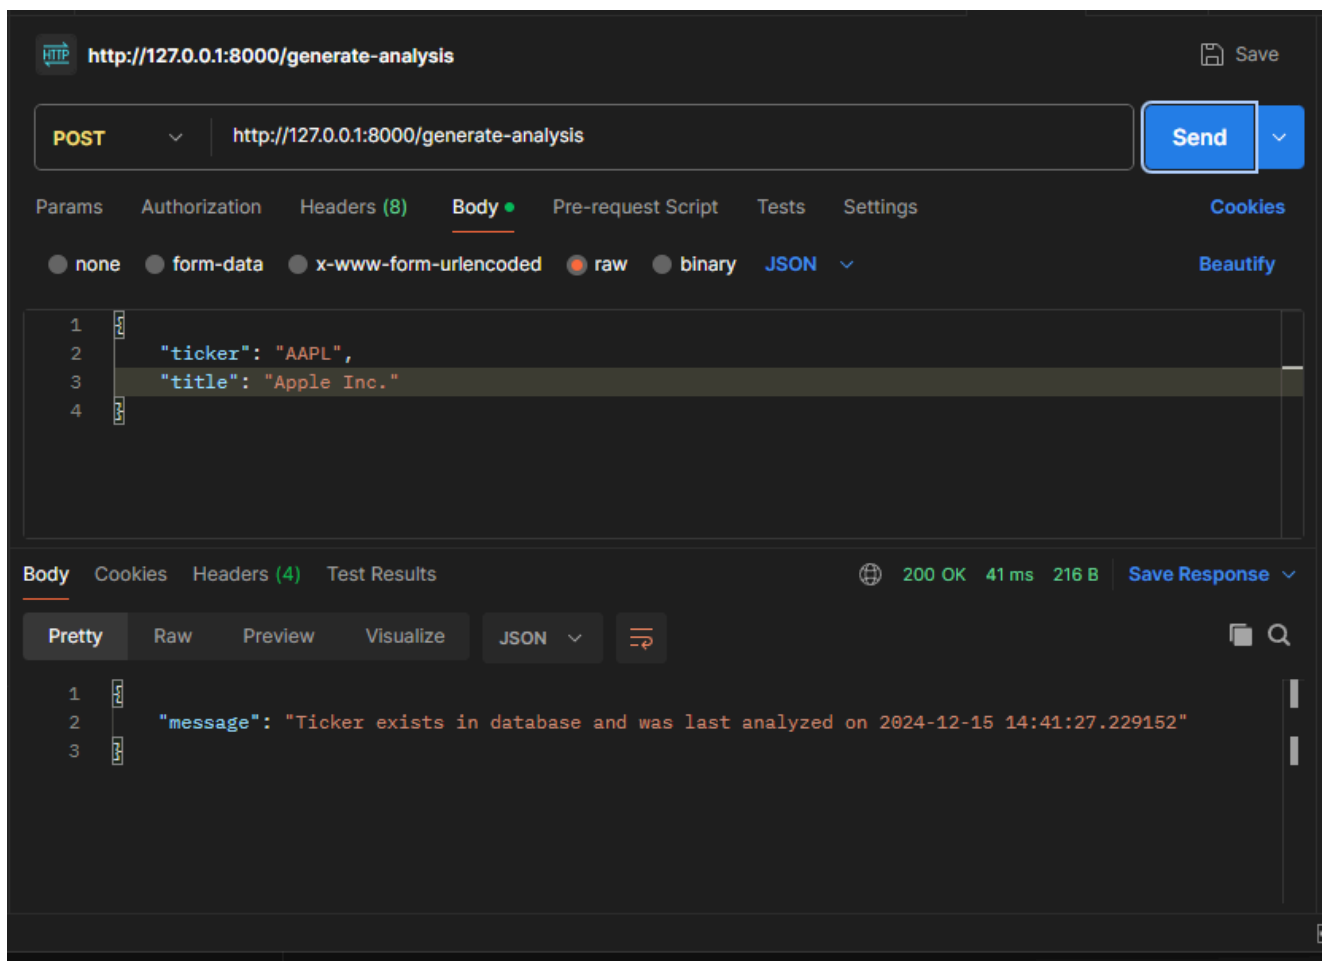 HTTP http://127.0.0.1:8000/generate-analysis Save
POST http://127.0.0.1:8000/generate-analysis Send
Params Authorization Headers (8) Body Pre-request Script Tests Settings Cookies
none form-data x-www-form-urlencoded raw binary JSON Beautify
1 {
2 "ticker": "AAPL",
3 "title": "Apple Inc."
4 }
Body Cookies Headers (4) Test Results 200 OK 41 ms 216 B Save Response
Pretty Raw Preview Visualize JSON
1 {
2 "message": "Ticker exists in database and was last analyzed on 2024-12-15 14:41:27.229152"
3 }